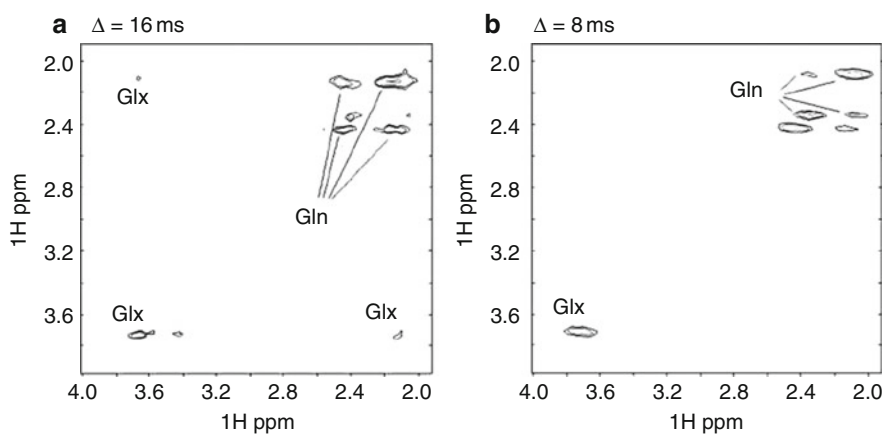 a Δ = 16 ms
2.0
2.4
2.8
3.2
3.6
1H ppm
Glx
Gln
Glx
Glx
4.0 3.6 3.2 2.8 2.4 2.0
1H ppm
b Δ = 8 ms
2.0
2.4
2.8
3.2
3.6
1H ppm
Gln
Glx
4.0 3.6 3.2 2.8 2.4 2.0
1H ppm